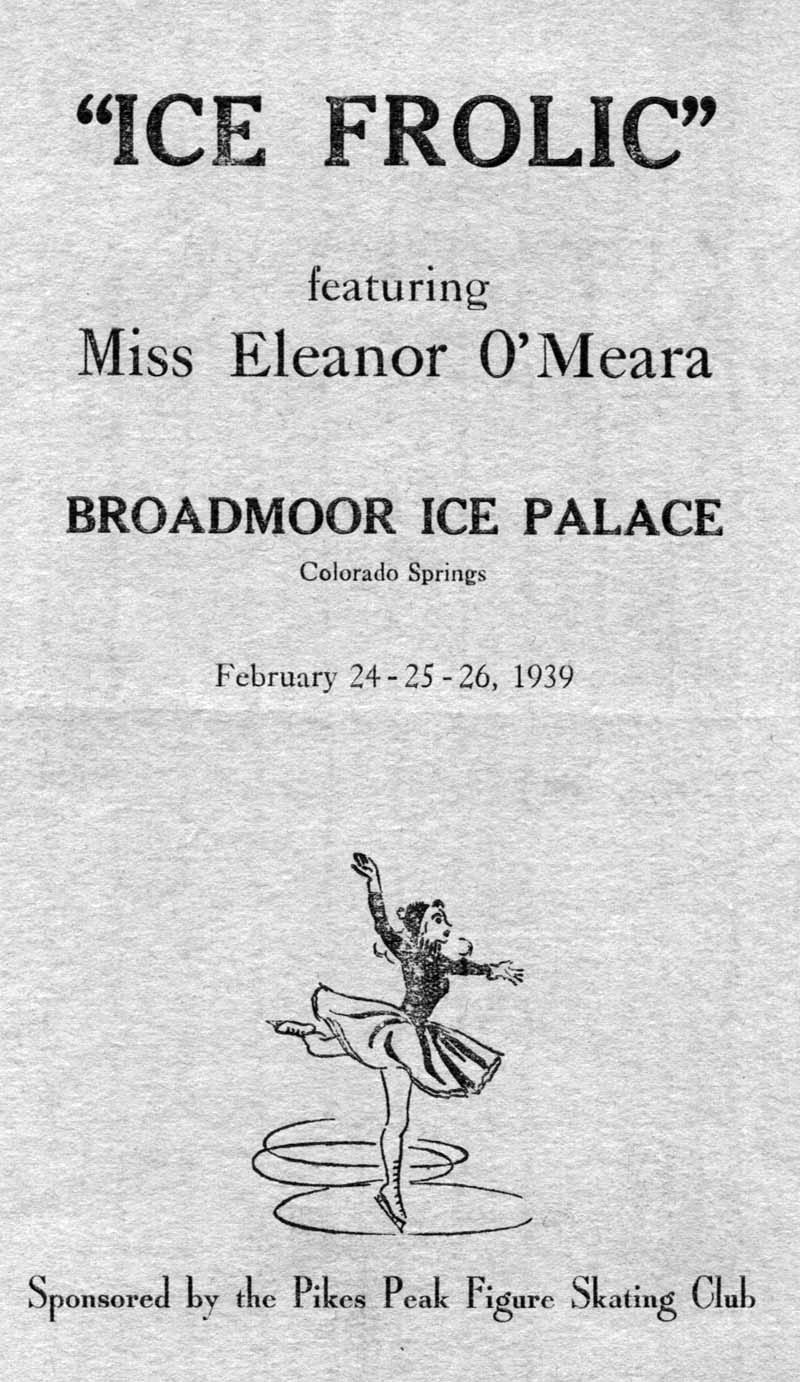 “ICE FROLIC”
featuring
Miss Eleanor O’Meara
BROADMOOR ICE PALACE
Colorado Springs
February 24-25-26, 1939
Sponsored by the Pikes Peak Figure Skating Club